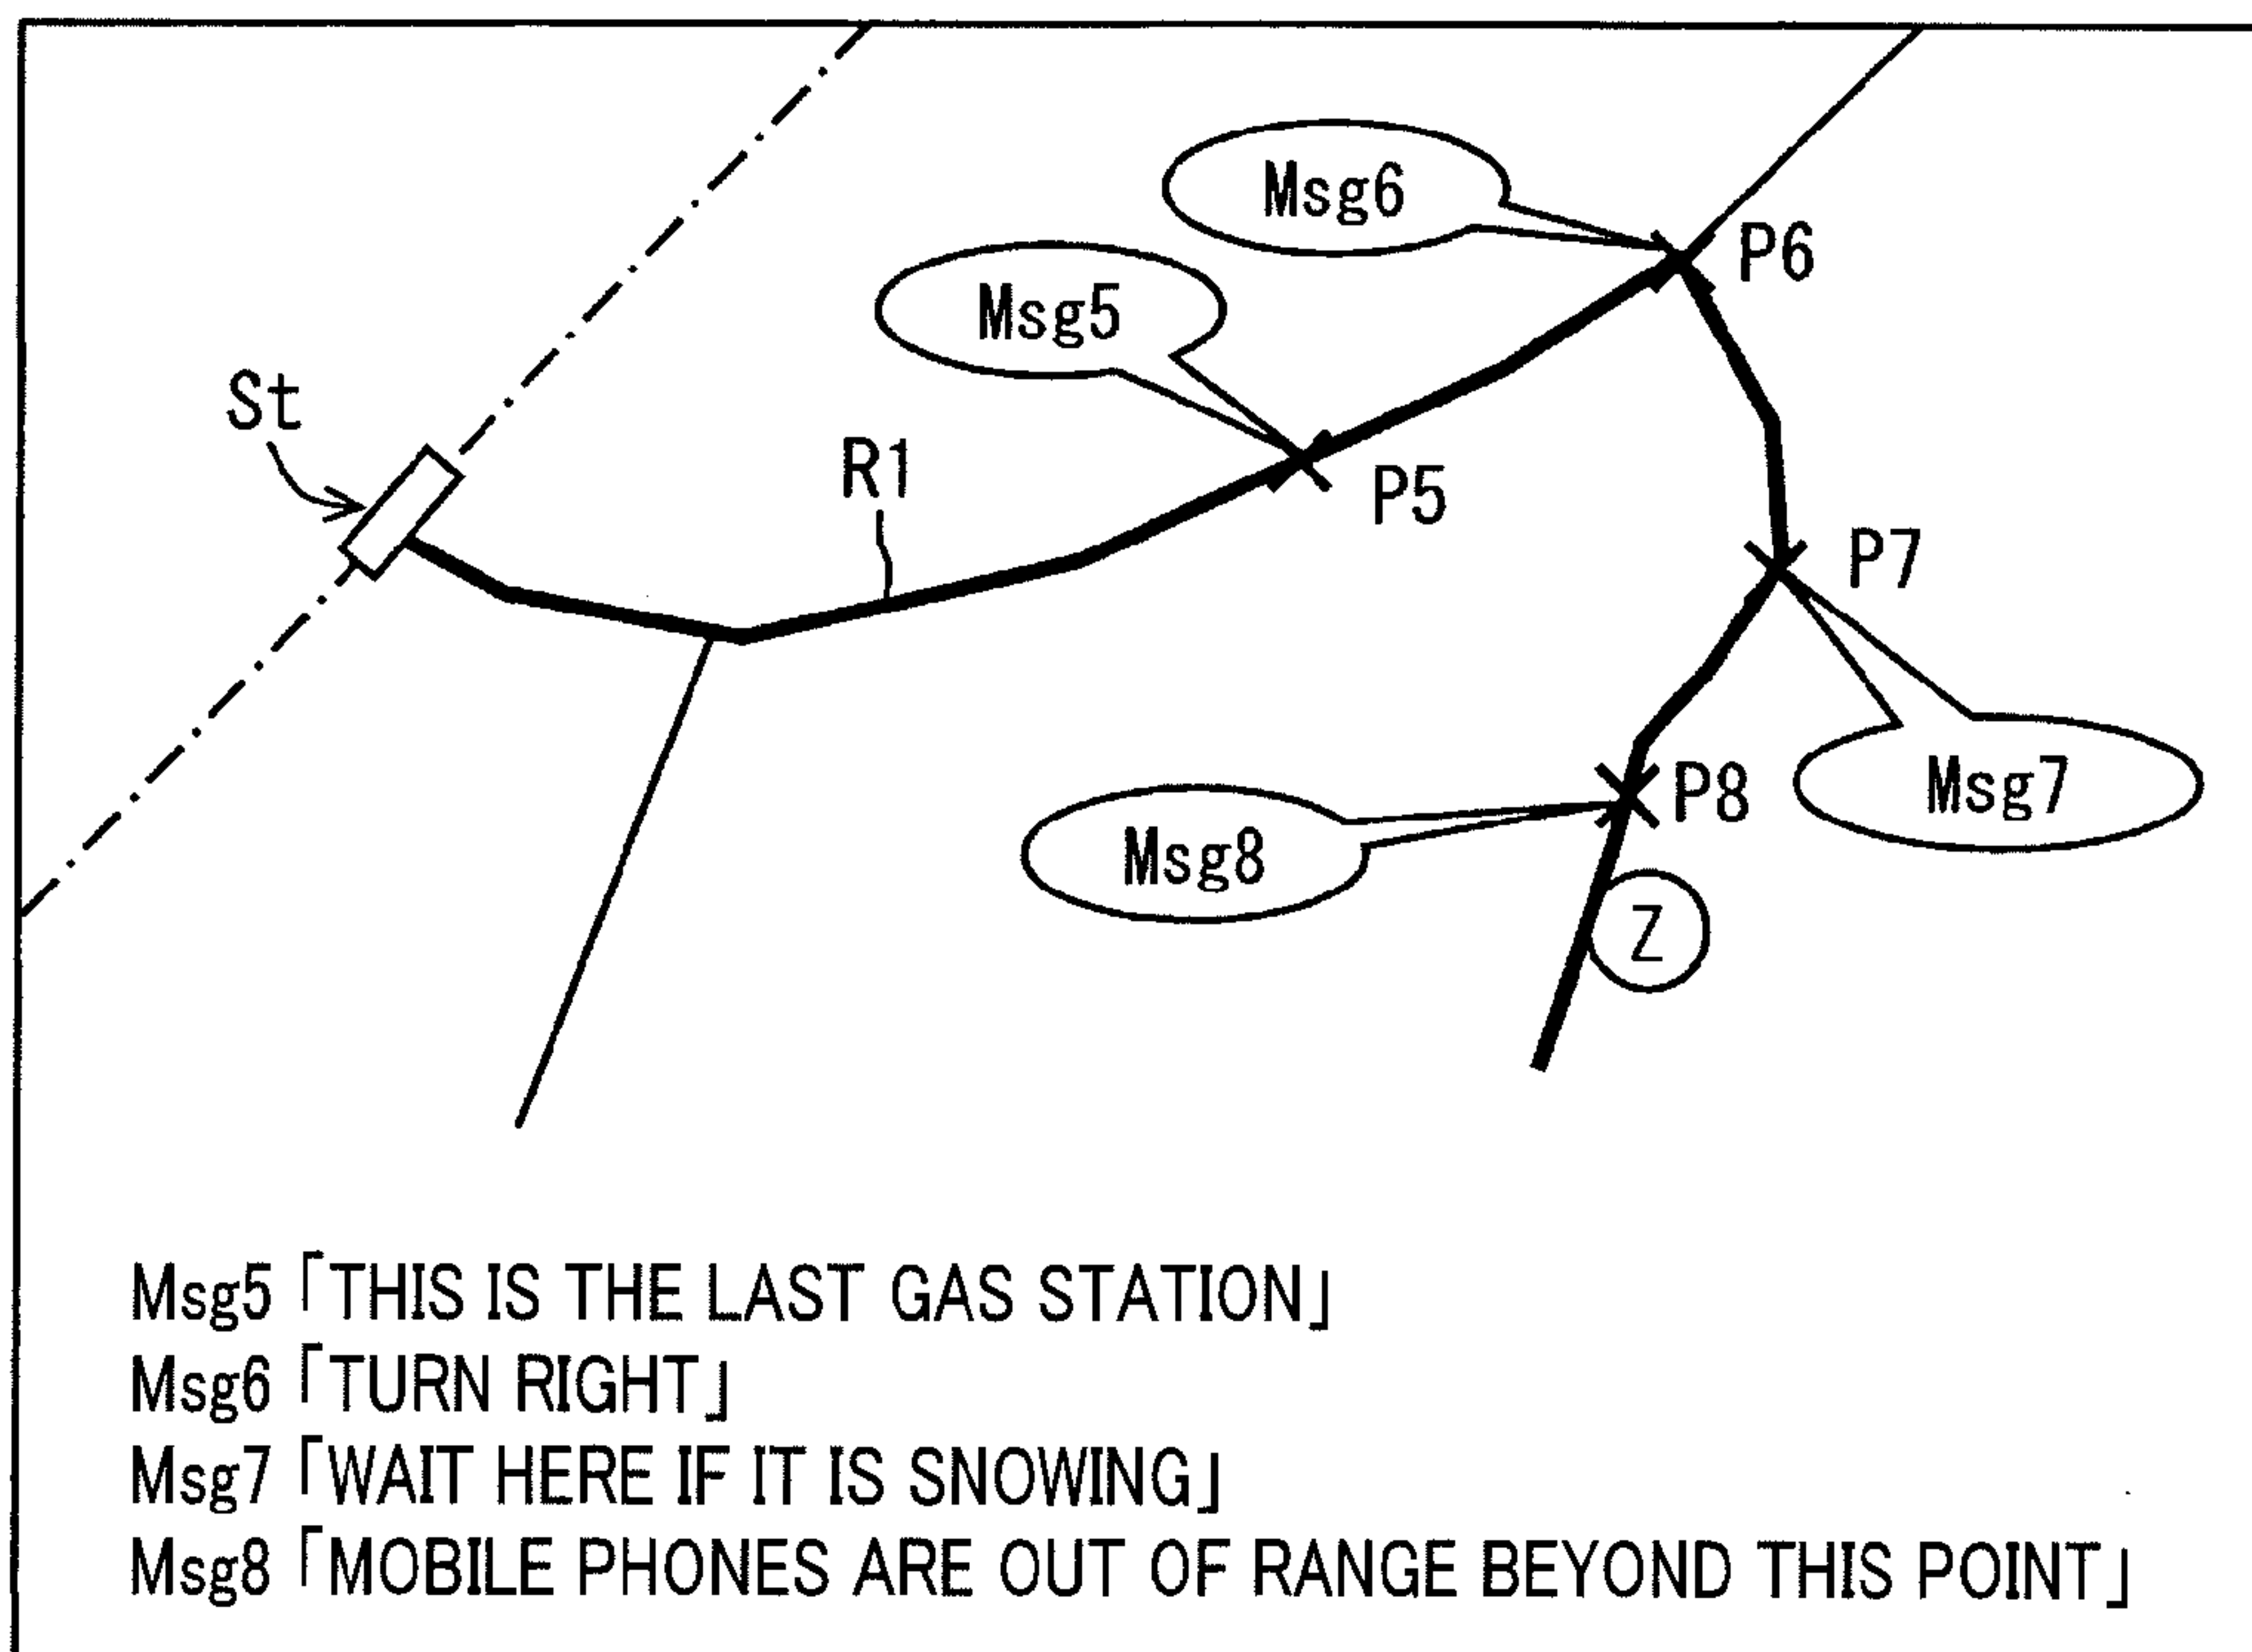 Msg6
P6
Msg5
St
R1
P5
P7
P8
Msg7
Msg8
Z
Msg5「THIS IS THE LAST GAS STATION」
Msg6「TURN RIGHT」
Msg7「WAIT HERE IF IT IS SNOWING」
Msg8「MOBILE PHONES ARE OUT OF RANGE BEYOND THIS POINT」